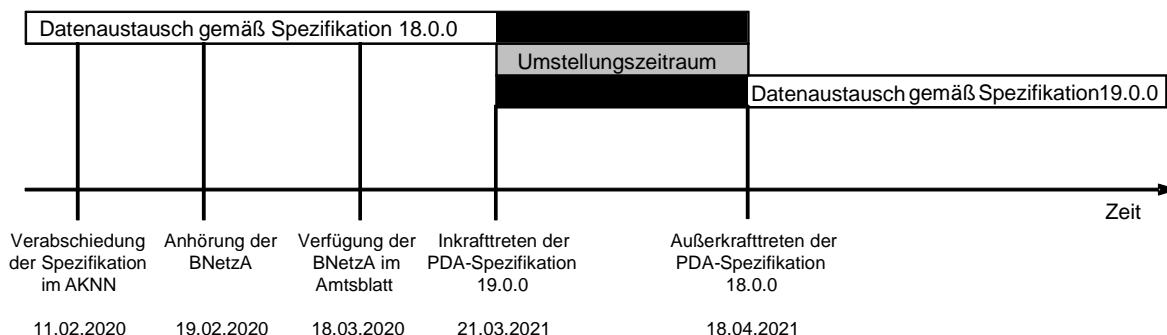 Datenaustausch gemäß Spezifikation 18.0.0
Umstellungszeitraum
Datenaustausch gemäß Spezifikation19.0.0
Zeit
Verabschiedung
der Spezifikation
im AKNN
11.02.2020
Anhörung der
BNetzA
19.02.2020
Verfügung der
BNetzA im
Amtsblatt
18.03.2020
Inkrafttreten der
PDA-Spezifikation
19.0.0
21.03.2021
Außerkrafttreten der
PDA-Spezifikation
18.0.0
18.04.2021